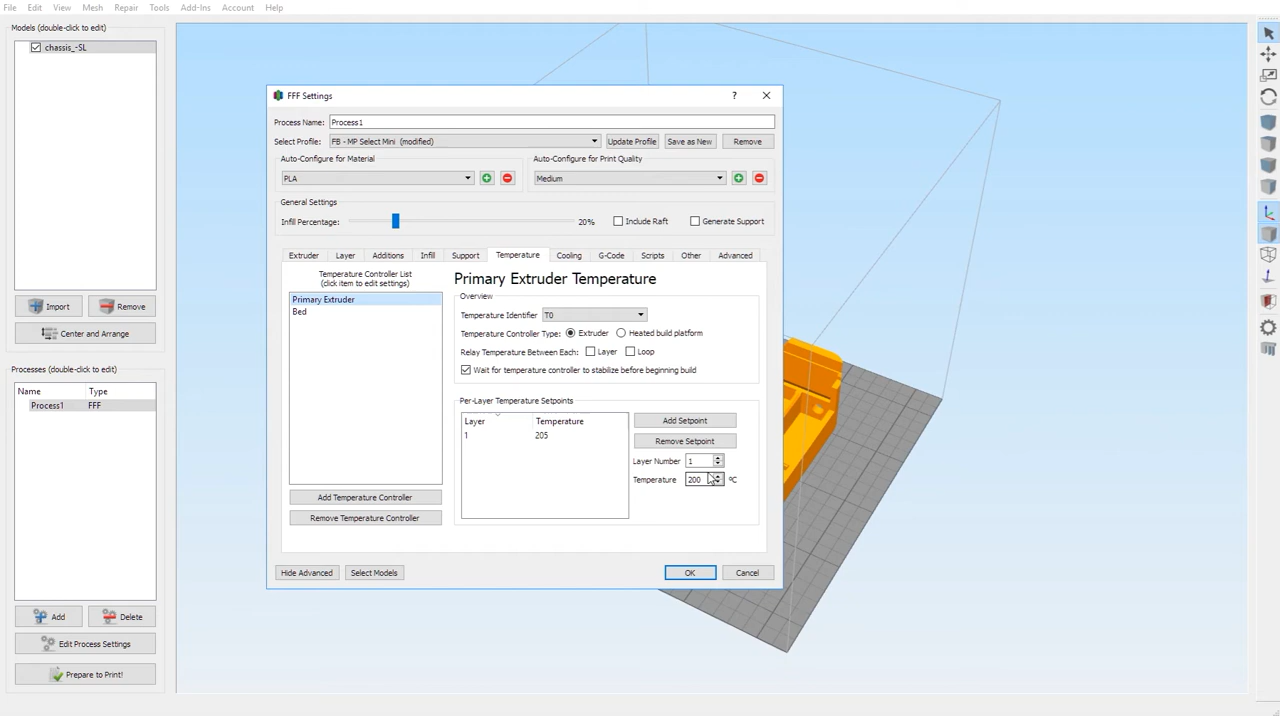 File Edit View Mesh Repair Tools Add-Ins Account Help
Models (double-click to edit)
chassis_-SL
Import Remove
Center and Arrange
Processes (double-click to edit)
Name Type
Process1 FFF
Add Delete
Edit Process Settings
Prepare to Print!
FFF Settings ?
Process Name: Process1
Select Profile: FB - MP Select Mini (modified) Update Profile Save as New Remove
Auto-Configure for Material Auto-Configure for Print Quality
PLA Medium
General Settings
Infill Percentage: 20% Include Raft Generate Support
Extruder Layer Additions Infill Support Temperature Cooling G-Code Scripts Other Advanced
Temperature Controller List
(click item to edit settings)
Primary Extruder
Bed
Add Temperature Controller
Remove Temperature Controller
Primary Extruder Temperature
Overview
Temperature Identifier T0
Temperature Controller Type: Extruder Heated build platform
Relay Temperature Between Each: Layer Loop
Wait for temperature controller to stabilize before beginning build
Per-Layer Temperature Setpoints
Layer Temperature
1 205
Add Setpoint
Remove Setpoint
Layer Number 1
Temperature 200 ºC
Hide Advanced Select Models OK Cancel